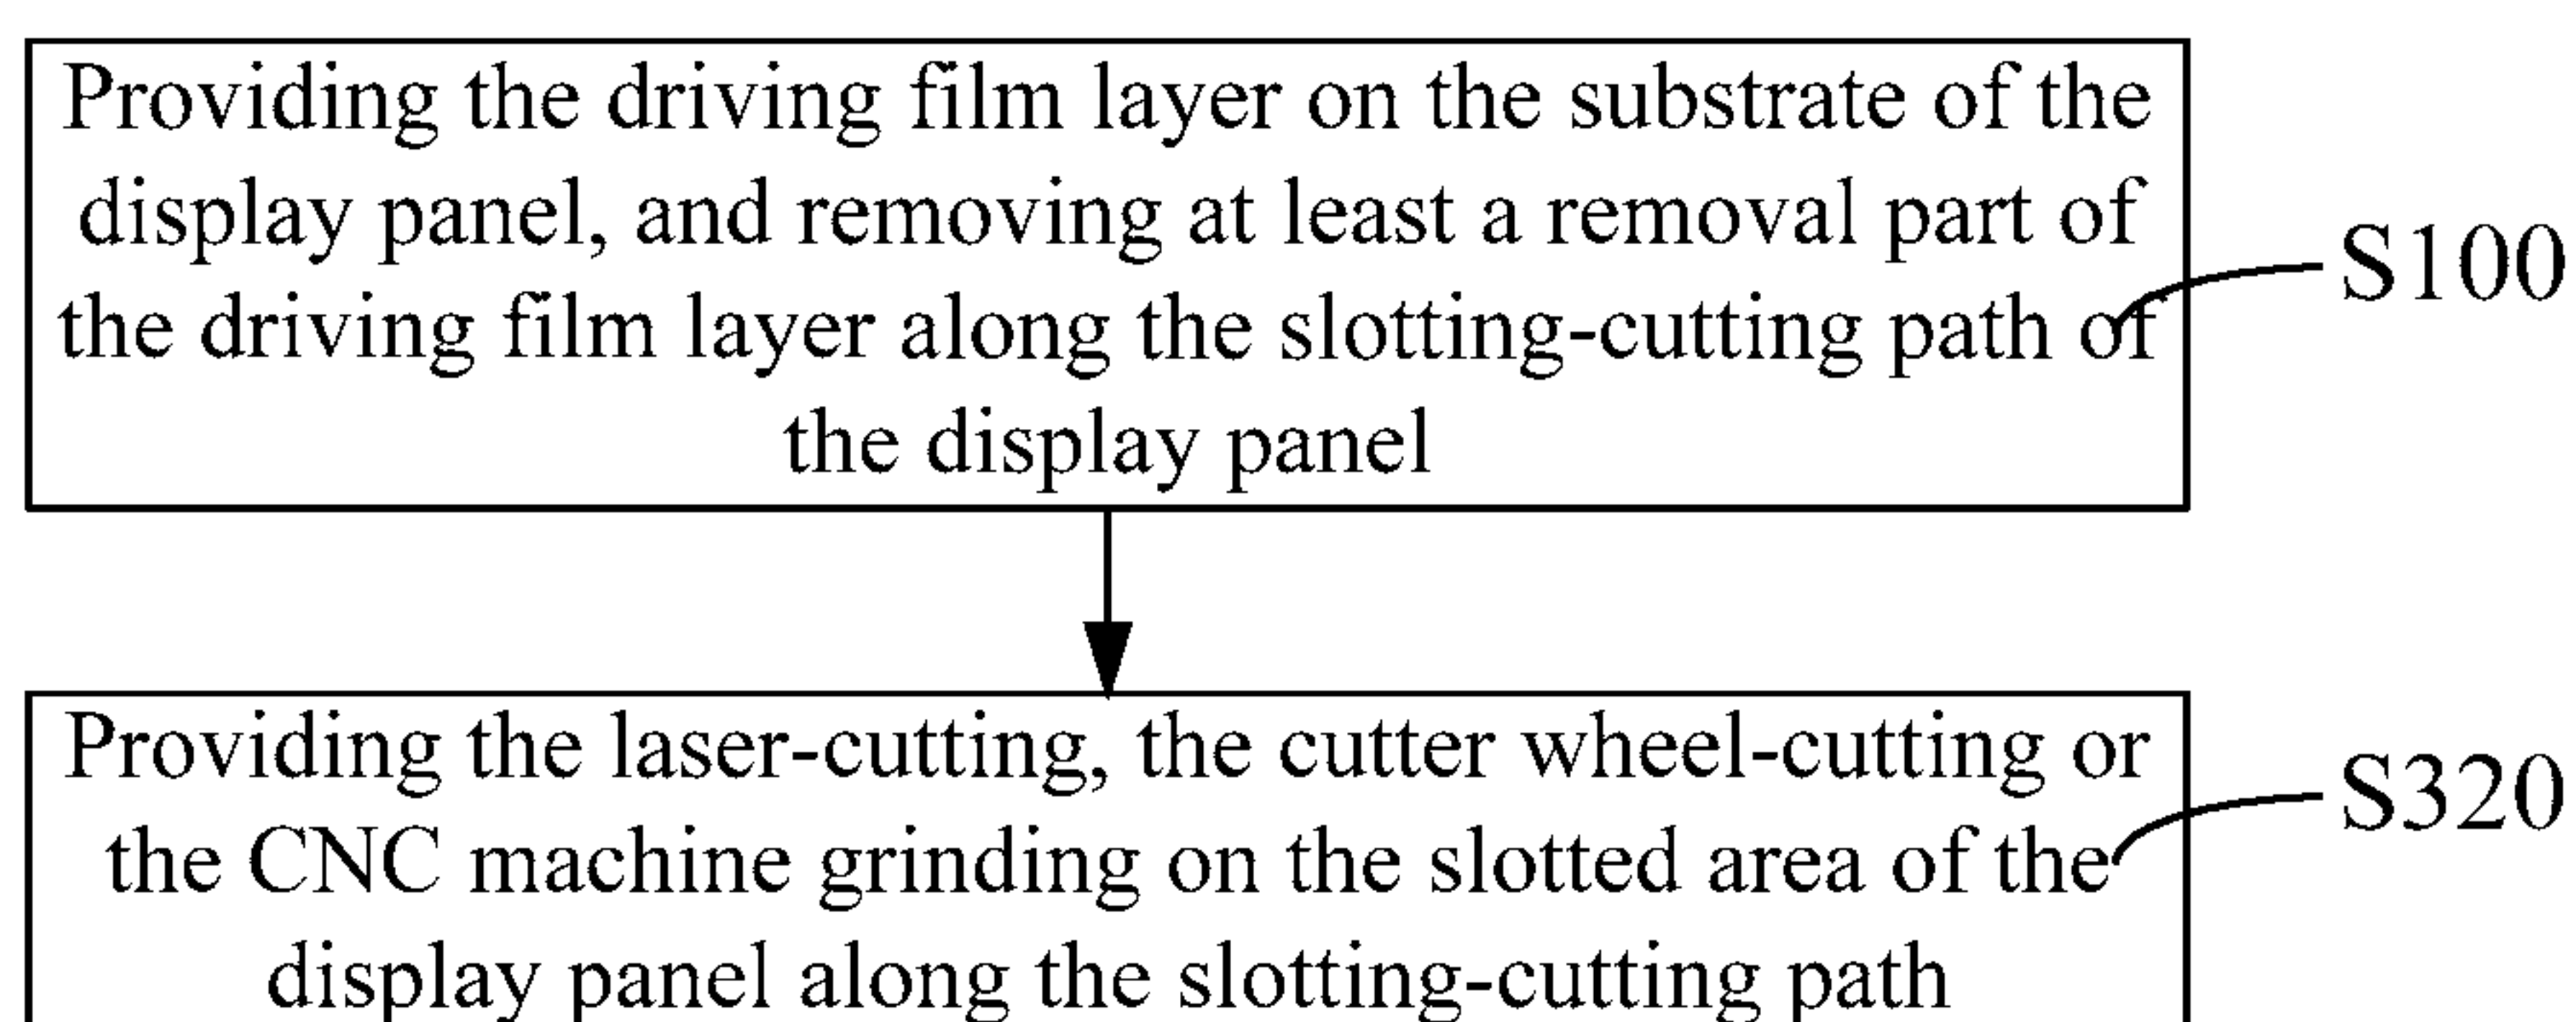 Providing the driving film layer on the substrate of the
display panel, and removing at least a removal part of
the driving film layer along the slotting-cutting path of
the display panel
S100
Providing the laser-cutting, the cutter wheel-cutting or
the CNC machine grinding on the slotted area of the
display panel along the slotting-cutting path
S320